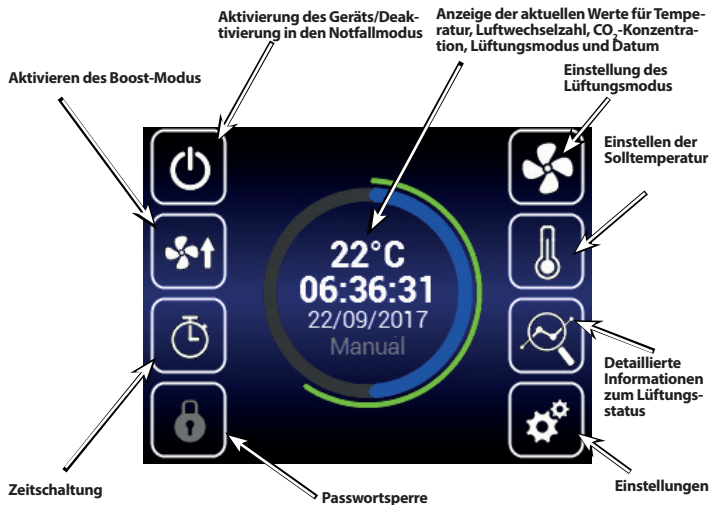 Aktivierung des Geräts/Deak-
tivierung in den Notfallmodus
Anzeige der aktuellen Werte für Tempe-
ratur, Luftwechselzahl, CO₂-Konzentra-
tion, Lüftungsmodus und Datum
Aktivieren des Boost-Modus
Einstellung des
Lüftungsmodus
Einstellen der
Solltemperatur
22°C
06:36:31
22/09/2017
Manual
Detaillierte
Informationen
zum Lüftungs-
status
Zeitschaltung
Passwortsperre
Einstellungen